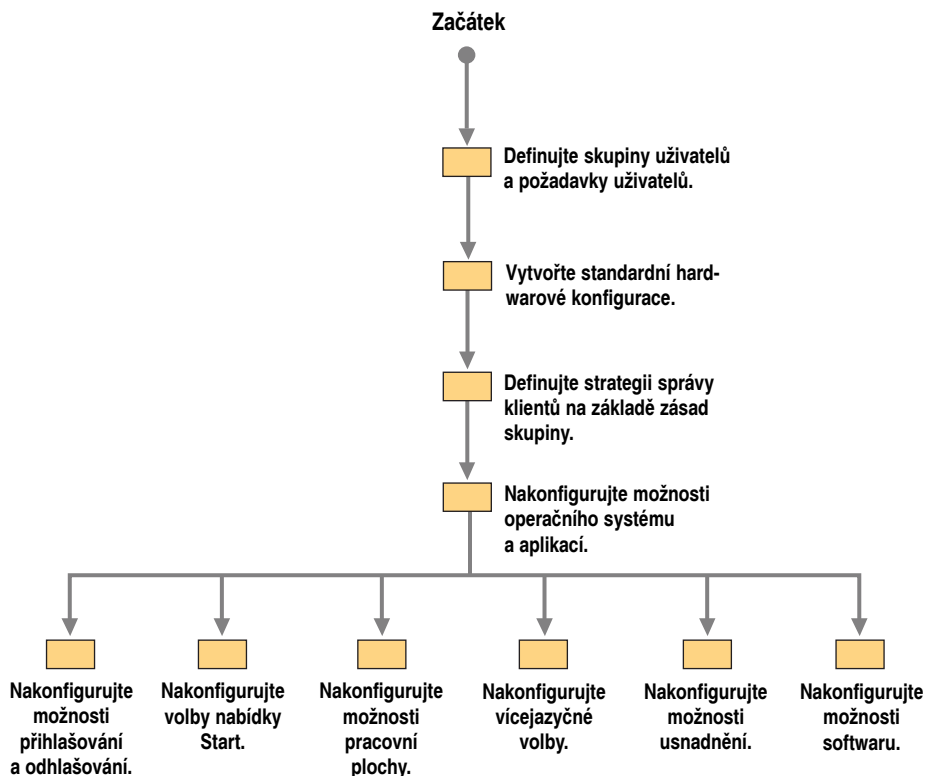 Začátek
Definujte skupiny uživatelů
a požadavky uživatelů.
Vytvořte standardní hard-
warové konfigurace.
Definujte strategii správy
klientů na základě zásad
skupiny.
Nakonfigurujte možnosti
operačního systému
a aplikací.
Nakonfigurujte
možnosti
přihlašování
a odhlašování.
Nakonfigurujte
volby nabídky
Start.
Nakonfigurujte
možnosti
pracovní
plochy.
Nakonfigurujte
vícejazyčné
volby.
Nakonfigurujte
možnosti
usnadnění.
Nakonfigurujte
možnosti
softwaru.